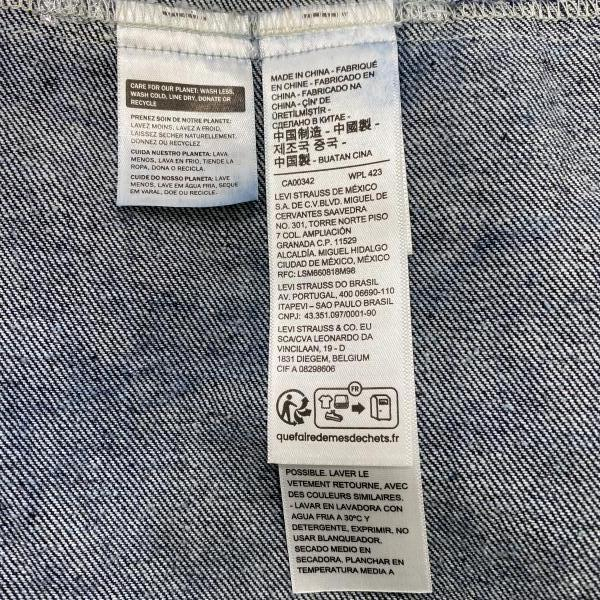 CARE FOR OUR PLANET: WASH LESS,
WASH COLD, LINE DRY, DONATE OR
RECYCLE
PRENEZ SOIN DE NOTRE PLANETE:
LAVEZ MOINS, LAVEZ A FROID,
LAISSEZ SECHER NATURELLEMENT,
DONNEZ OU RECYCLEZ
CUIDA NUESTRO PLANETA: LAVA
MENOS, LAVA EN FRIO, TIENDE LA
ROPA, DONA O RECICLA.
CUIDE DO NOSSO PLANETA: LAVE
MENOS, LAVE EM ÁGUA FRIA, SEQUE
EM VARAL, DOE OU RECICLE.
MADE IN CHINA - FABRIQUÉ
EN CHINE - FABRICADO EN
CHINA - FABRICADO NA
CHINA - ÇİN'DE
ÜRETİLMİŞTİR -
СДЕЛАНО В КИТАЕ -
中国制造 - 中國製 -
제조국 중국 -
中国製 - BUATAN CINA
CA00342 WPL 423
LEVI STRAUSS DE MÉXICO
S.A. DE C.V.BLVD. MIGUEL DE
CERVANTES SAAVEDRA
NO. 301, TORRE NORTE PISO
7 COL. AMPLIACIÓN
GRANADA C.P. 11529
ALCALDÍA. MIGUEL HIDALGO
CIUDAD DE MÉXICO, MÉXICO
RFC: LSM660818M98
LEVI STRAUSS DO BRASIL
AV. PORTUGAL, 400 06690-110
ITAPEVI – SAO PAULO BRASIL
CNPJ: 43.351.097/0001-90
LEVI STRAUSS & CO. EU
SCA/CVA LEONARDO DA
VINCILAAN, 19 - D
1831 DIEGEM, BELGIUM
CIF A 08298606
FR
quefairedemesdechets.fr
POSSIBLE. LAVER LE
VETEMENT RETOURNE, AVEC
DES COULEURS SIMILAIRES.
- LAVAR EN LAVADORA CON
AGUA FRIA A 30ºC Y
DETERGENTE, EXPRIMIR. NO
USAR BLANQUEADOR.
SECADO MEDIO EN
SECADORA. PLANCHAR EN
TEMPERATURA MEDIA A